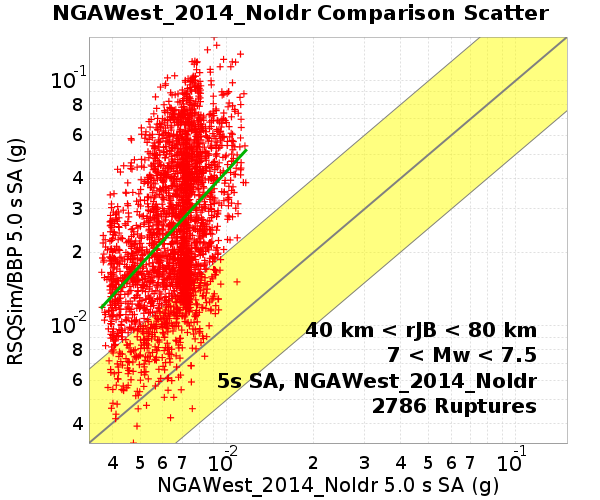 NGAWest_2014_NoIdr Comparison Scatter
RSQSim/BBP 5.0 s SA (g)
10^-1
8
6
4
3
2
10^-2
8
6
4
40 km < rJB < 80 km
7 < Mw < 7.5
5s SA, NGAWest_2014_NoIdr
2786 Ruptures
4 5 6 7 10^-2 2 3 4 5 6 7 10^-1
NGAWest_2014_NoIdr 5.0 s SA (g)